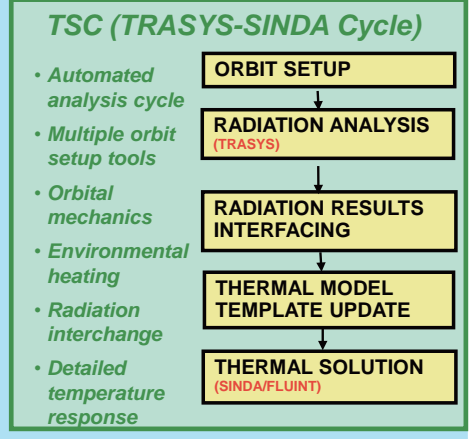 TSC (TRASYS-SINDA Cycle)
• Automated
analysis cycle
• Multiple orbit
setup tools
• Orbital
mechanics
• Environmental
heating
• Radiation
interchange
• Detailed
temperature
response
ORBIT SETUP
RADIATION ANALYSIS
(TRASYS)
RADIATION RESULTS
INTERFACING
THERMAL MODEL
TEMPLATE UPDATE
THERMAL SOLUTION
(SINDA/FLUINT)